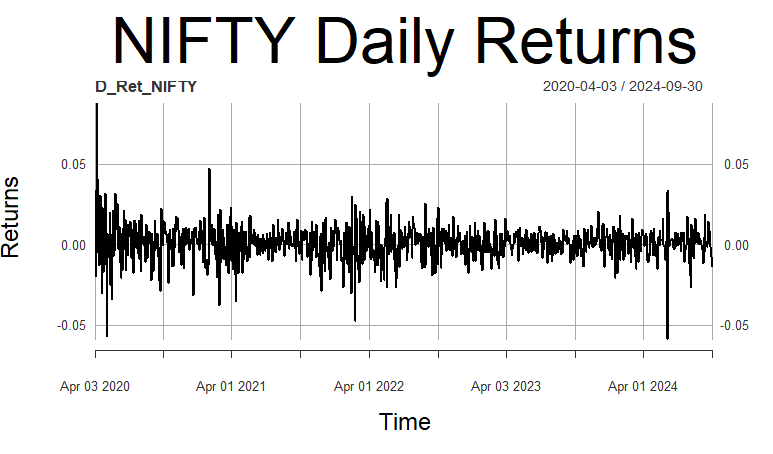 NIFTY Daily Returns
D_Ret_NIFTY 2020-04-03 / 2024-09-30
0.05 0.05
Returns
0.00 0.00
-0.05 -0.05
Apr 03 2020 Apr 01 2021 Apr 01 2022 Apr 03 2023 Apr 01 2024
Time